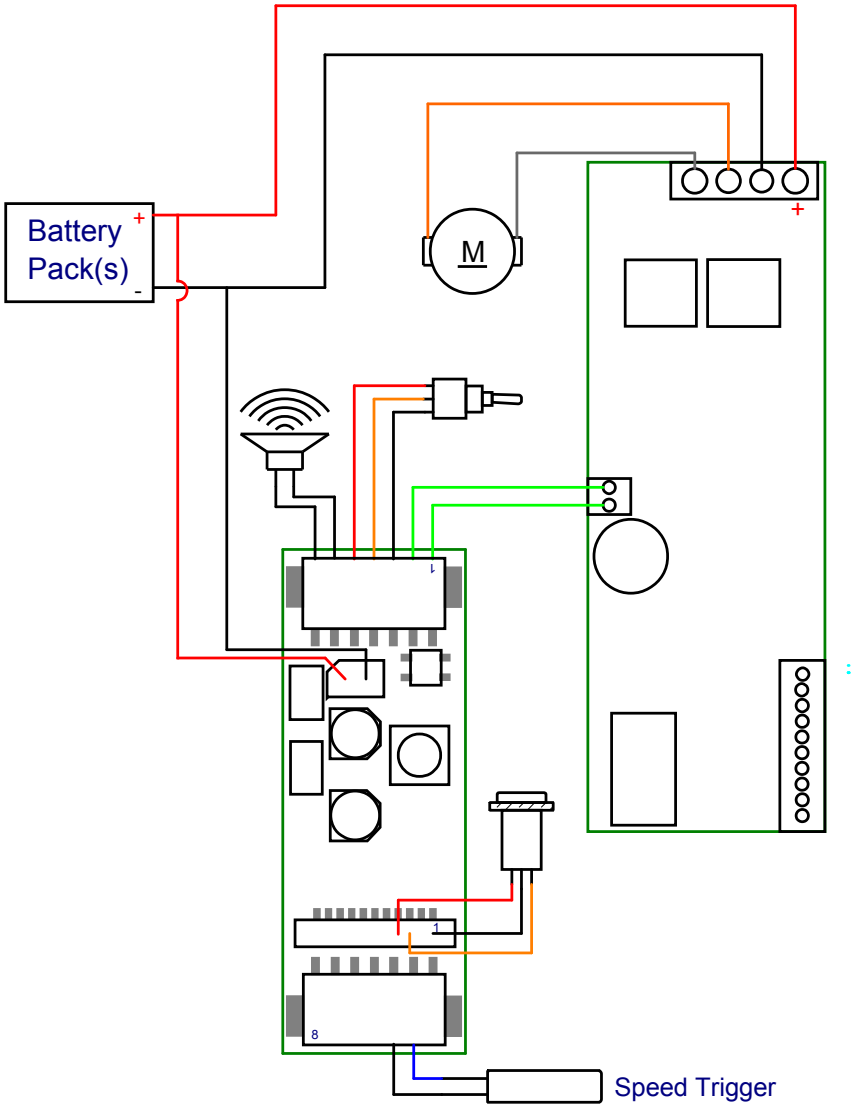 +
Battery
Pack(s)
-
M
+
1
1
8
Speed Trigger